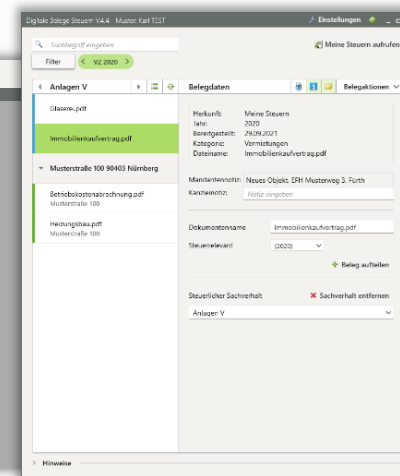 Digitale Belege Steuern V.4.4 - Muster, Karl TEST
Einstellungen
Suchbegriff eingeben
Meine Steuern aufrufen
Filter
VZ 2020
Anlagen V
Belegdaten
Belegaktionen
Glaserei.pdf
Immobilienkaufvertrag.pdf
Musterstraße 100 90403 Nürnberg
Betriebskostenabrechnung.pdf
Musterstraße 100
Heizungsbau.pdf
Musterstraße 100
Herkunft: Meine Steuern
Jahr: 2020
Bereitgestellt: 29.09.2021
Kategorie: Vermietungen
Dateiname: Immobilienkaufvertrag.pdf
Mandantennotiz: Neues Objekt. EFH Musterweg 3, Fürth
Kanzleinotiz: Notiz eingeben
Dokumentenname Immobilienkaufvertrag.pdf
Steuerrelevant (2020)
Beleg aufteilen
Steuerlicher Sachverhalt Sachverhalt entfernen
Anlagen V
Hinweise